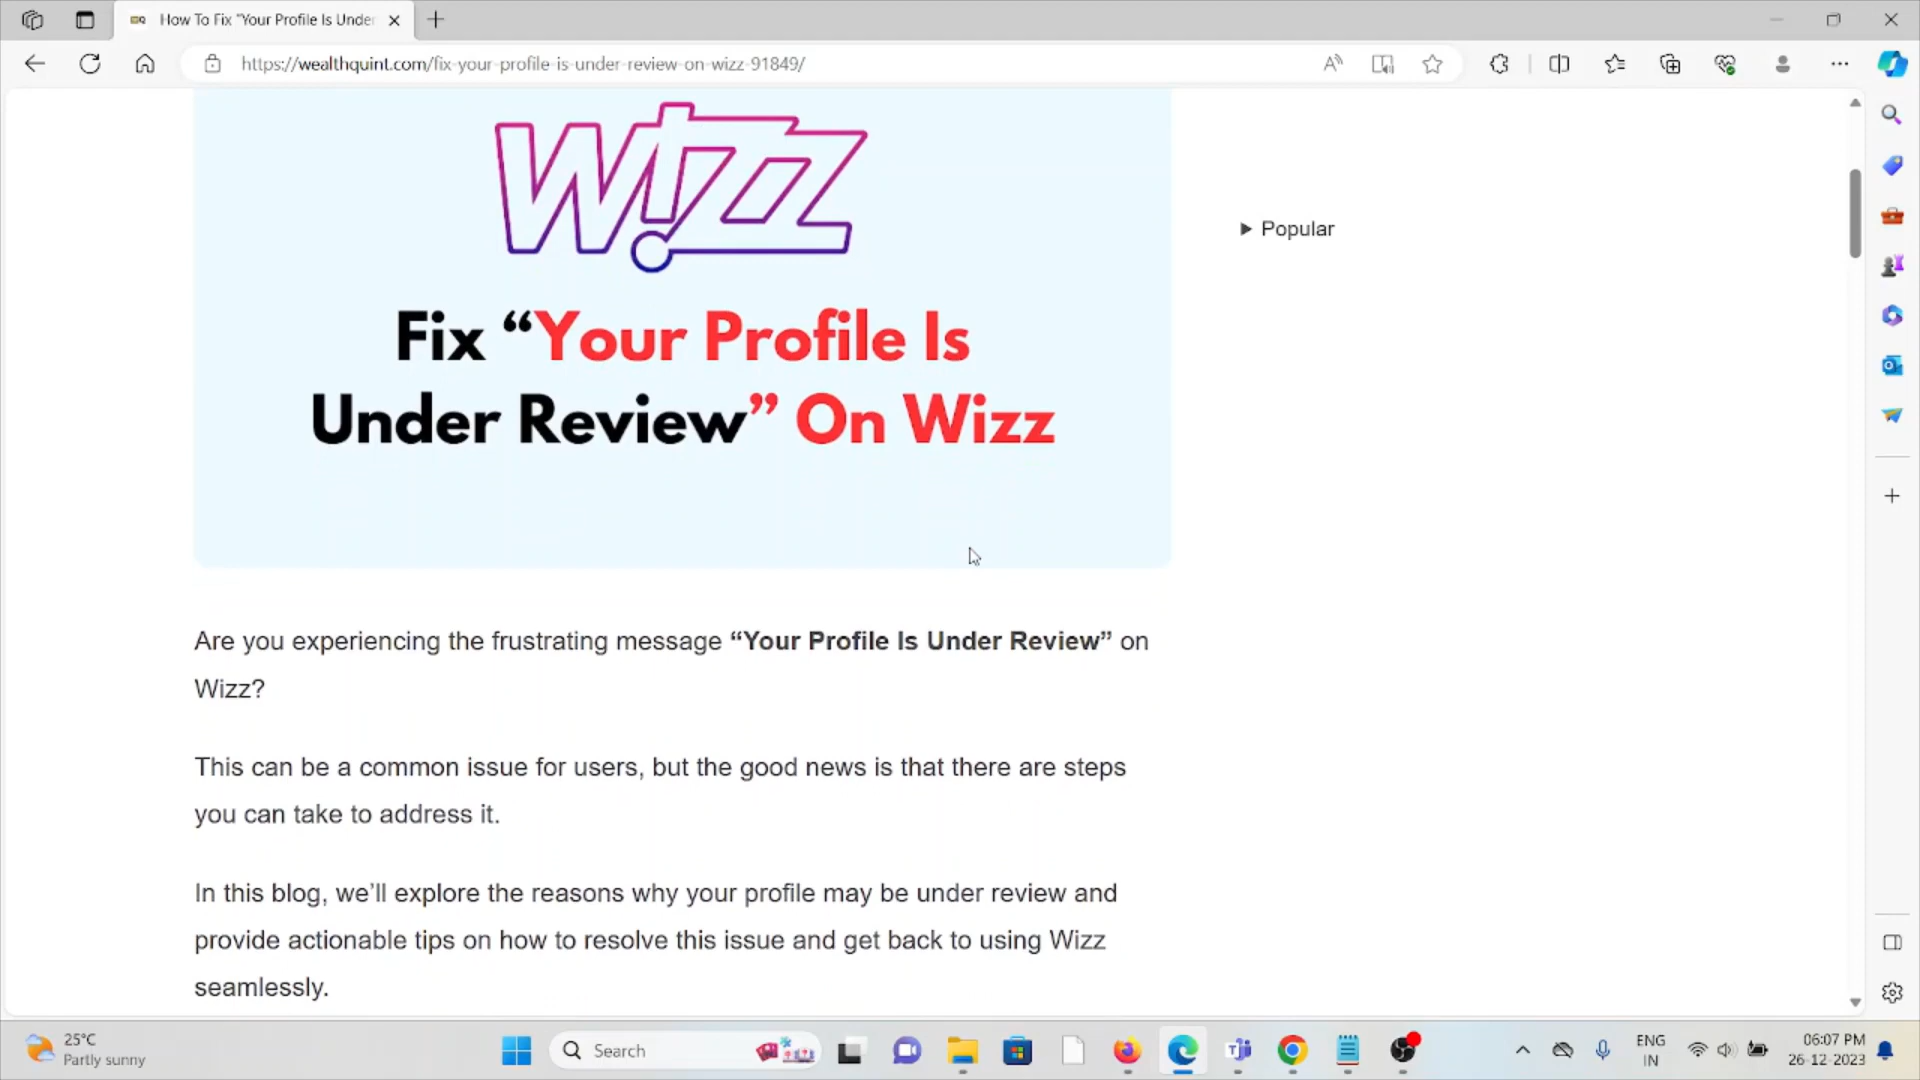 How To Fix "Your Profile Is Under
https://wealthquint.com/fix-your-profile-is-under-review-on-wizz-91849/
Wizz
Popular
Fix “Your Profile Is
Under Review” On Wizz
Are you experiencing the frustrating message “Your Profile Is Under Review” on
Wizz?
This can be a common issue for users, but the good news is that there are steps
you can take to address it.
In this blog, we’ll explore the reasons why your profile may be under review and
provide actionable tips on how to resolve this issue and get back to using Wizz
seamlessly.
25°C
Partly sunny
Search
ENG
IN
06:07 PM
26-12-2023